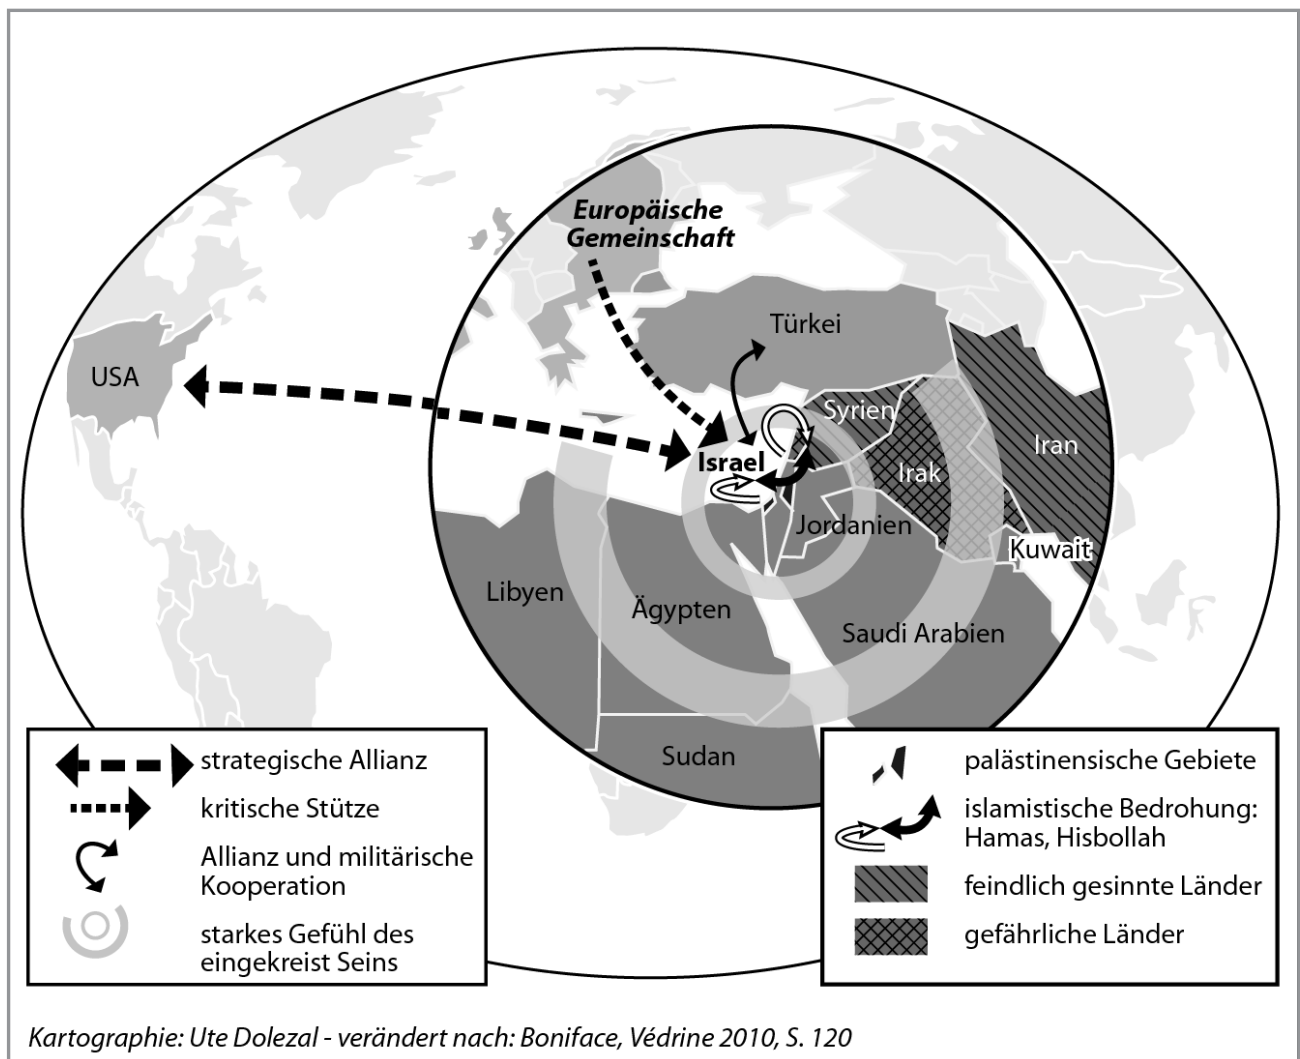 Europäische
Gemeinschaft
Türkei
USA
Syrien
Iran
Israel
Irak
Jordanien
Kuwait
Libyen
Ägypten
Saudi Arabien
Sudan
strategische Allianz
kritische Stütze
Allianz und militärische
Kooperation
starkes Gefühl des
eingekreist Seins
palästinensische Gebiete
islamistische Bedrohung:
Hamas, Hisbollah
feindlich gesinnte Länder
gefährliche Länder
Kartographie: Ute Dolezal - verändert nach: Boniface, Védrine 2010, S. 120